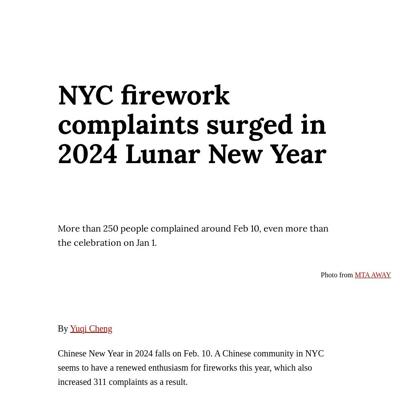 NYC firework
complaints surged in
2024 Lunar New Year
More than 250 people complained around Feb 10, even more than
the celebration on Jan 1.
Photo from MTA AWAY
By Yuqi Cheng
Chinese New Year in 2024 falls on Feb. 10. A Chinese community in NYC
seems to have a renewed enthusiasm for fireworks this year, which also
increased 311 complaints as a result.